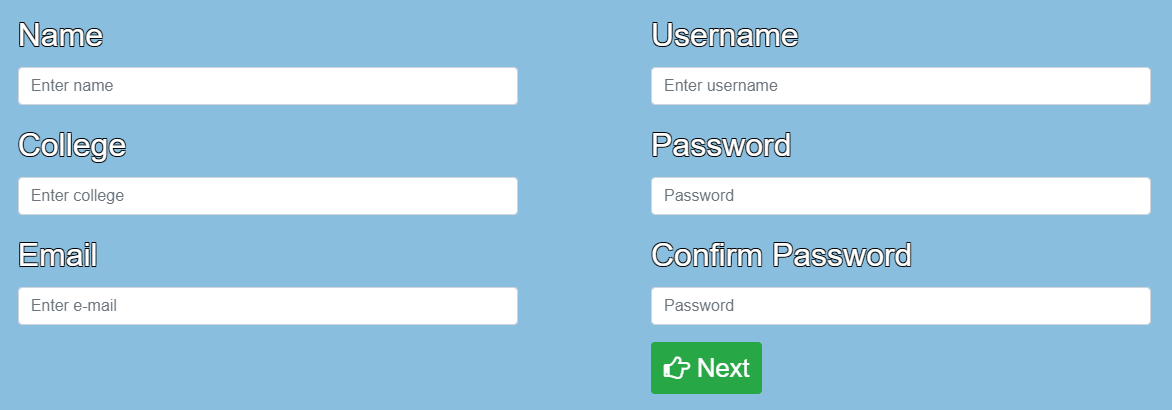 Name
Enter name
College
Enter college
Email
Enter e-mail
Username
Enter username
Password
Password
Confirm Password
Password
Next